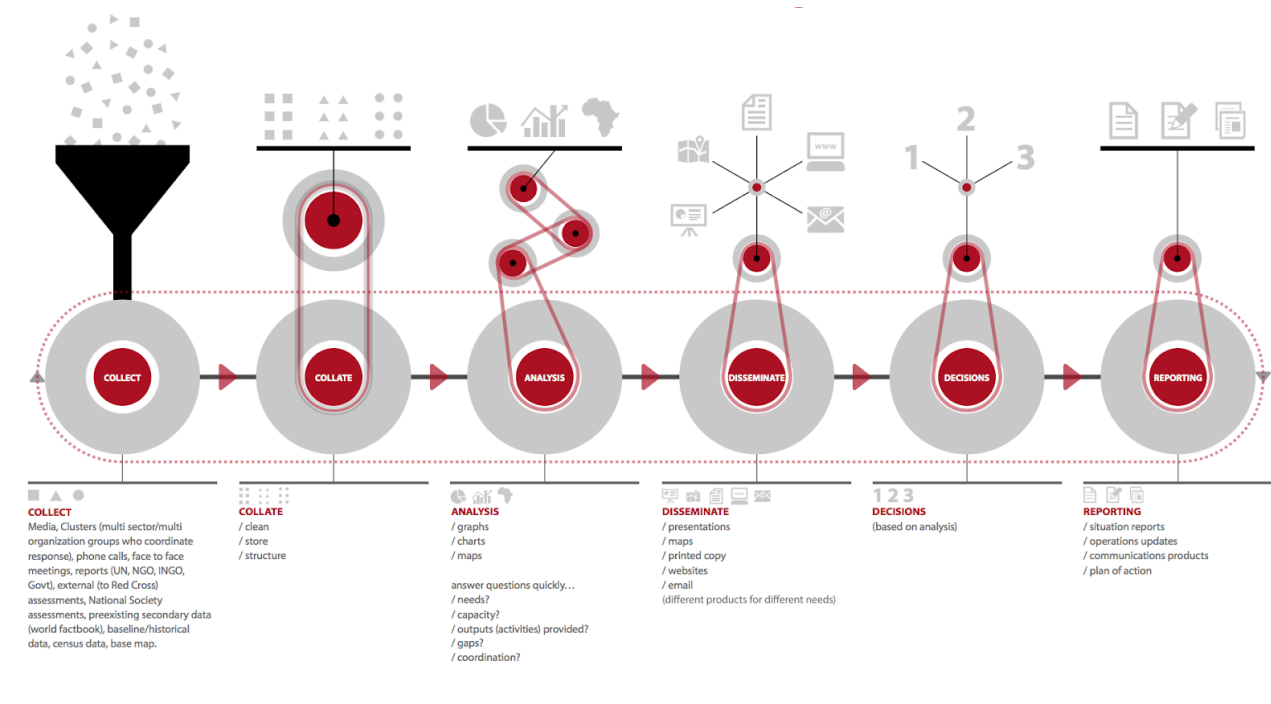 www
@
2
1
3
COLLECT
COLLATE
ANALYSIS
DISSEMINATE
DECISIONS
REPORTING
COLLECT
Media, Clusters (multi sector/multi
organization groups who coordinate
response), phone calls, face to face
meetings, reports (UN, NGO, INGO,
Govt), external (to Red Cross)
assessments, National Society
assessments, preexisting secondary data
(world factbook), baseline/historical
data, census data, base map.
COLLATE
/ clean
/ store
/ structure
ANALYSIS
/ graphs
/ charts
/ maps
answer questions quickly...
/ needs?
/ capacity?
/ outputs (activities) provided?
/ gaps?
/ coordination?
DISSEMINATE
/ presentations
/ maps
/ printed copy
/ websites
/ email
(different products for different needs)
1 2 3
DECISIONS
(based on analysis)
REPORTING
/ situation reports
/ operations updates
/ communications products
/ plan of action